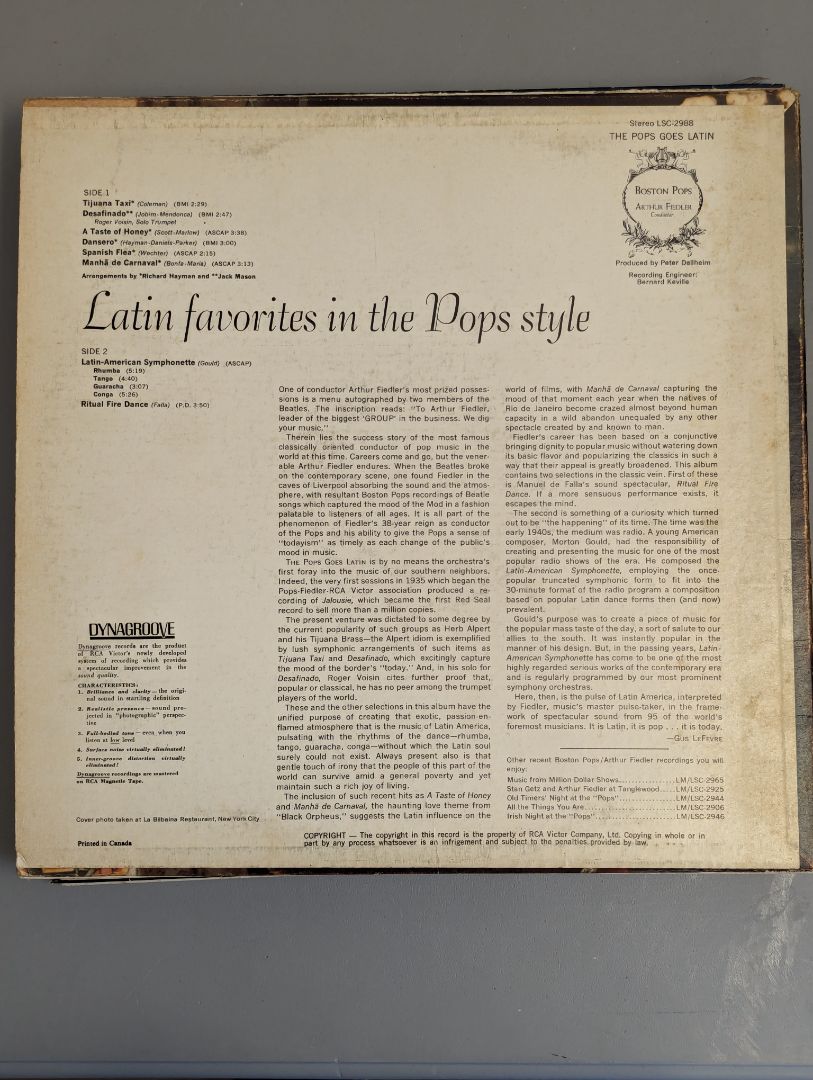 Stereo LSC-2988
THE POPS GOES LATIN
BOSTON POPS
ARTHUR FIEDLER
Conductor
Produced by Peter Dellheim
Recording Engineer:
Bernard Keville
SIDE 1
Tijuana Taxi* (Coleman) (BMI 2:29)
Desafinado** (Jobim-Mendonca) (BMI 2:47)
Roger Voisin, Solo Trumpet
A Taste of Honey* (Scott-Marlow) (ASCAP 3:38)
Dansero* (Hayman-Daniels-Parker) (BMI 3:00)
Spanish Flea* (Wechter) (ASCAP 2:15)
Manhã de Carnaval* (Bonfa-Maria) (ASCAP 3:13)
Arrangements by *Richard Hayman and **Jack Mason
Latin favorites in the Pops style
SIDE 2
Latin-American Symphonette (Gould) (ASCAP)
Rhumba (5:19)
Tango (4:40)
Guaracha (3:07)
Conga (5:26)
Ritual Fire Dance (Falla) (P.D. 3:50)
One of conductor Arthur Fiedler's most prized posses-
sions is a menu autographed by two members of the
Beatles. The inscription reads: "To Arthur Fiedler,
leader of the biggest 'GROUP' in the business. We dig
your music."
Therein lies the success story of the most famous
classically oriented conductor of pop music in the
world at this time. Careers come and go, but the vener-
able Arthur Fiedler endures. When the Beatles broke
on the contemporary scene, one found Fiedler in the
caves of Liverpool absorbing the sound and the atmos-
phere, with resultant Boston Pops recordings of Beatle
songs which captured the mood of the Mod in a fashion
palatable to listeners of all ages. It is all part of the
phenomenon of Fiedler's 38-year reign as conductor
of the Pops and his ability to give the Pops a sense of
"todayism" as timely as each change of the public's
mood in music.
THE POPS GOES LATIN is by no means the orchestra's
first foray into the music of our southern neighbors.
Indeed, the very first sessions in 1935 which began the
Pops-Fiedler-RCA Victor association produced a re-
cording of Jalousie, which became the first Red Seal
record to sell more than a million copies.
The present venture was dictated to some degree by
the current popularity of such groups as Herb Alpert
and his Tijuana Brass—the Alpert idiom is exemplified
by lush symphonic arrangements of such items as
Tijuana Taxi and Desafinado, which excitingly capture
the mood of the border's "today." And, in his solo for
Desafinado, Roger Voisin cites further proof that,
popular or classical, he has no peer among the trumpet
players of the world.
These and the other selections in this album have the
unified purpose of creating that exotic, passion-en-
flamed atmosphere that is the music of Latin America,
pulsating with the rhythms of the dance—rhumba,
tango, guaracha, conga—without which the Latin soul
surely could not exist. Always present also is that
gentle touch of irony that the people of this part of the
world can survive amid a general poverty and yet
maintain such a rich joy of living.
The inclusion of such recent hits as A Taste of Honey
and Manhã de Carnaval, the haunting love theme from
"Black Orpheus," suggests the Latin influence on the
world of films, with Manhã de Carnaval capturing the
mood of that moment each year when the natives of
Rio de Janeiro become crazed almost beyond human
capacity in a wild abandon unequaled by any other
spectacle created by and known to man.
Fiedler's career has been based on a conjunctive
bringing dignity to popular music without watering down
its basic flavor and popularizing the classics in such a
way that their appeal is greatly broadened. This album
contains two selections in the classic vein. First of these
is Manuel de Falla's sound spectacular, Ritual Fire
Dance. If a more sensuous performance exists, it
escapes the mind.
The second is something of a curiosity which turned
out to be "the happening" of its time. The time was the
early 1940s, the medium was radio. A young American
composer, Morton Gould, had the responsibility of
creating and presenting the music for one of the most
popular radio shows of the era. He composed the
Latin-American Symphonette, employing the once-
popular truncated symphonic form to fit into the
30-minute format of the radio program a composition
based on popular Latin dance forms then (and now)
prevalent.
Gould's purpose was to create a piece of music for
the popular mass taste of the day, a sort of salute to our
allies to the south. It was instantly popular in the
manner of his design. But, in the passing years, Latin-
American Symphonette has come to be one of the most
highly regarded serious works of the contemporary era
and is regularly programmed by our most prominent
symphony orchestras.
Here, then, is the pulse of Latin America, interpreted
by Fiedler, music's master pulse-taker, in the frame-
work of spectacular sound from 95 of the world's
foremost musicians. It is Latin, it is pop . . . it is today.
—GUS LEFEVRE
Other recent Boston Pops/Arthur Fiedler recordings you will
enjoy:
Music from Million Dollar Shows................LM/LSC-2965
Stan Getz and Arthur Fiedler at Tanglewood.....LM/LSC-2925
Old Timers' Night at the "Pops".................LM/LSC-2944
All the Things You Are.........................LM/LSC-2906
Irish Night at the "Pops".......................LM/LSC-2946
DYNAGROOVE
Dynagroove records are the product
of RCA Victor's newly developed
system of recording which provides
a spectacular improvement in the
sound quality.
CHARACTERISTICS:
1. Brilliance and clarity—the origi-
nal sound in startling definition
2. Realistic presence—sound pro-
jected in "photographic" perspec-
tive
3. Full-bodied tone—even when you
listen at low level
4. Surface noise virtually eliminated!
5. Inner-groove distortion virtually
eliminated!
Dynagroove recordings are mastered
on RCA Magnetic Tape.
Cover photo taken at La Bilbaina Restaurant, New York City
Printed in Canada
COPYRIGHT — The copyright in this record is the property of RCA Victor Company, Ltd. Copying in whole or in
part by any process whatsoever is an infrigement and subject to the penalties provided by law.